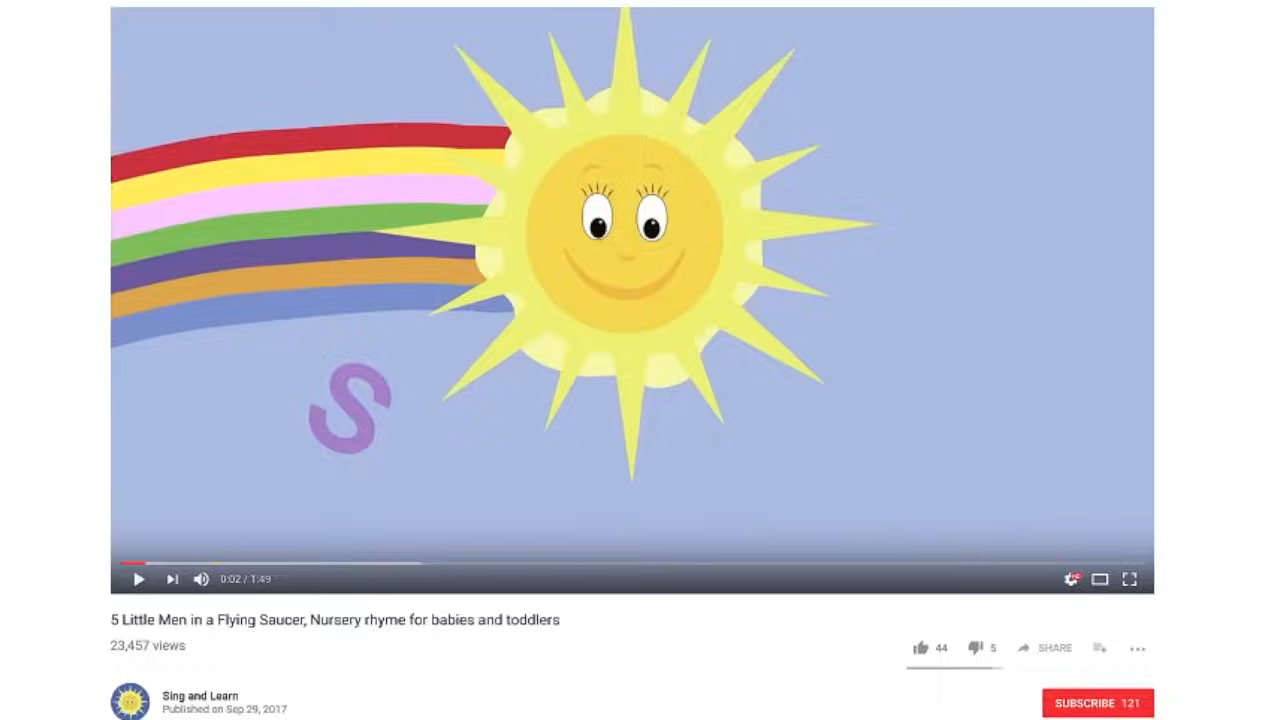 S
0:02 / 1:49
5 Little Men in a Flying Saucer, Nursery rhyme for babies and toddlers
23,457 views
44 5 SHARE
Sing and Learn
Published on Sep 29, 2017
SUBSCRIBE 121